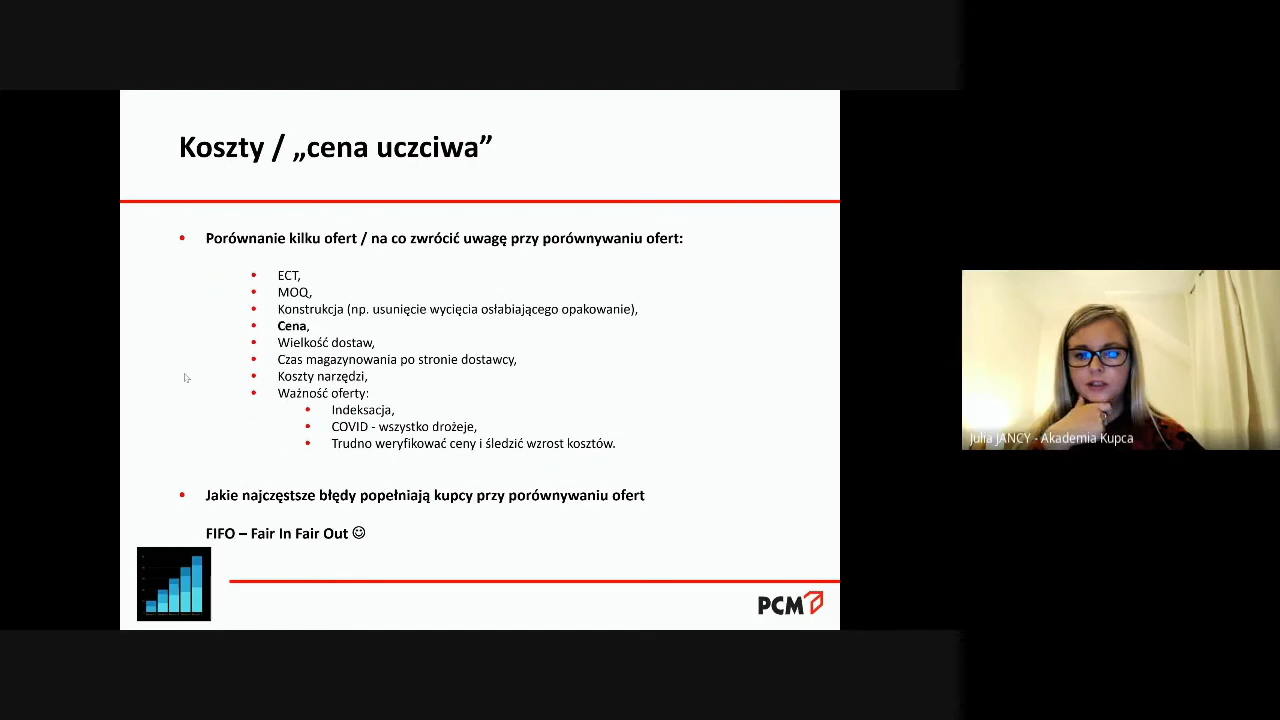 Koszty / „cena uczciwa”
Porównanie kilku ofert / na co zwrócić uwagę przy porównywaniu ofert:
ECT,
MOQ,
Konstrukcja (np. usunięcie wycięcia osłabiającego opakowanie),
Cena,
Wielkość dostaw,
Czas magazynowania po stronie dostawcy,
Koszty narzędzi,
Ważność oferty:
Indeksacja,
COVID - wszystko drożeje,
Trudno weryfikować ceny i śledzić wzrost kosztów.
Julia JANCY - Akademia Kupca
Jakie najczęstsze błędy popełniają kupcy przy porównywaniu ofert
FIFO – Fair In Fair Out ☺
PCM